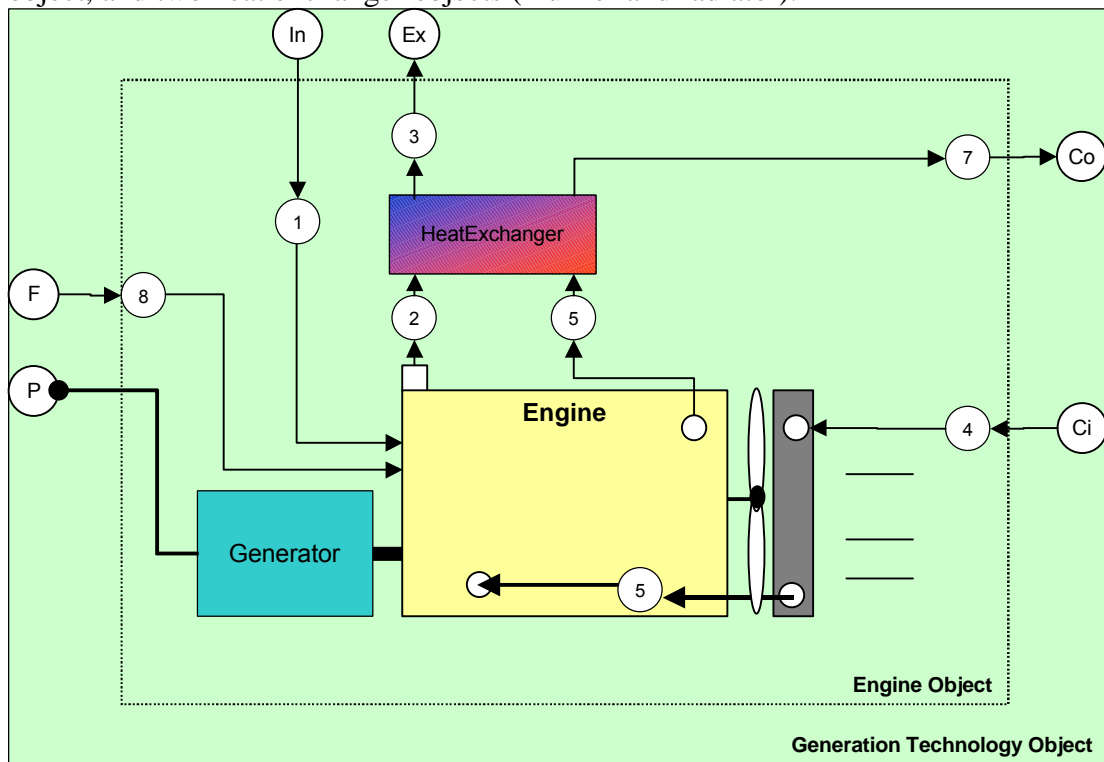 In
Ex
3
7
Co
1
HeatExchanger
F
8
2
5
P
Engine
4
Ci
Generator
5
Engine Object
Generation Technology Object